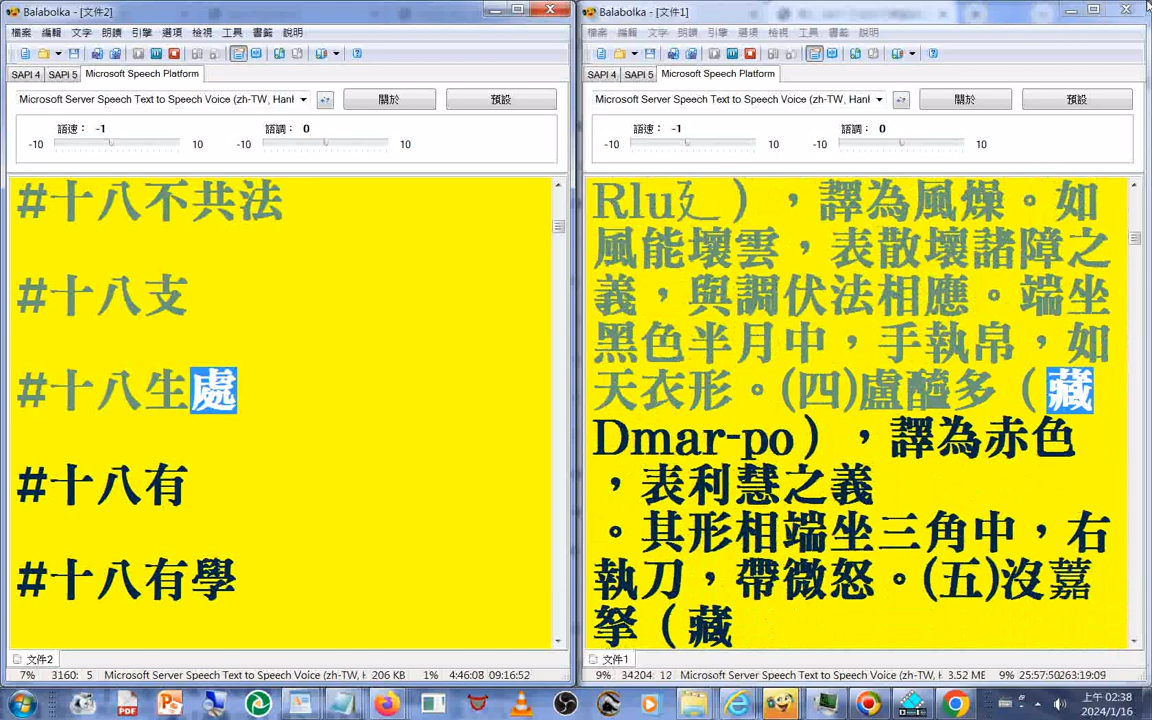 Balabolka - [文件2]
檔案 編輯 文字 朗讀 引擎 選項 檢視 工具 書籤 說明
SAPI 4 SAPI 5 Microsoft Speech Platform
Microsoft Server Speech Text to Speech Voice (zh-TW, Hanl
關於 預設
語速： -1 語調： 0
-10 10 -10 10
#十八不共法
#十八支
#十八生處
#十八有
#十八有學
文件2
7% 3160: 5 Microsoft Server Speech Text to Speech Voice (zh-TW, H 206 KB 1% 4:46:08 09:16:52
Balabolka - [文件1]
檔案 編輯 文字 朗讀 引擎 選項 檢視 工具 書籤 說明
SAPI 4 SAPI 5 Microsoft Speech Platform
Microsoft Server Speech Text to Speech Voice (zh-TW, Hanl
關於 預設
語速： -1 語調： 0
-10 10 -10 10
Rlu廴），譯為風燥。如
風能壞雲，表散壞諸障之
義，與調伏法相應。端坐
黑色半月中，手執帛，如
天衣形。(四)盧醯多（藏
Dmar-po），譯為赤色
，表利慧之義
。其形相端坐三角中，右
執刀，帶微怒。(五)沒囍
拏（藏
文件1
9% 34204: 12 Microsoft Server Speech Text to Speech Voice (zh-TW, H 3.52 MB 9% 25:57:50 263:19:09
上午 02:38
2024/1/16